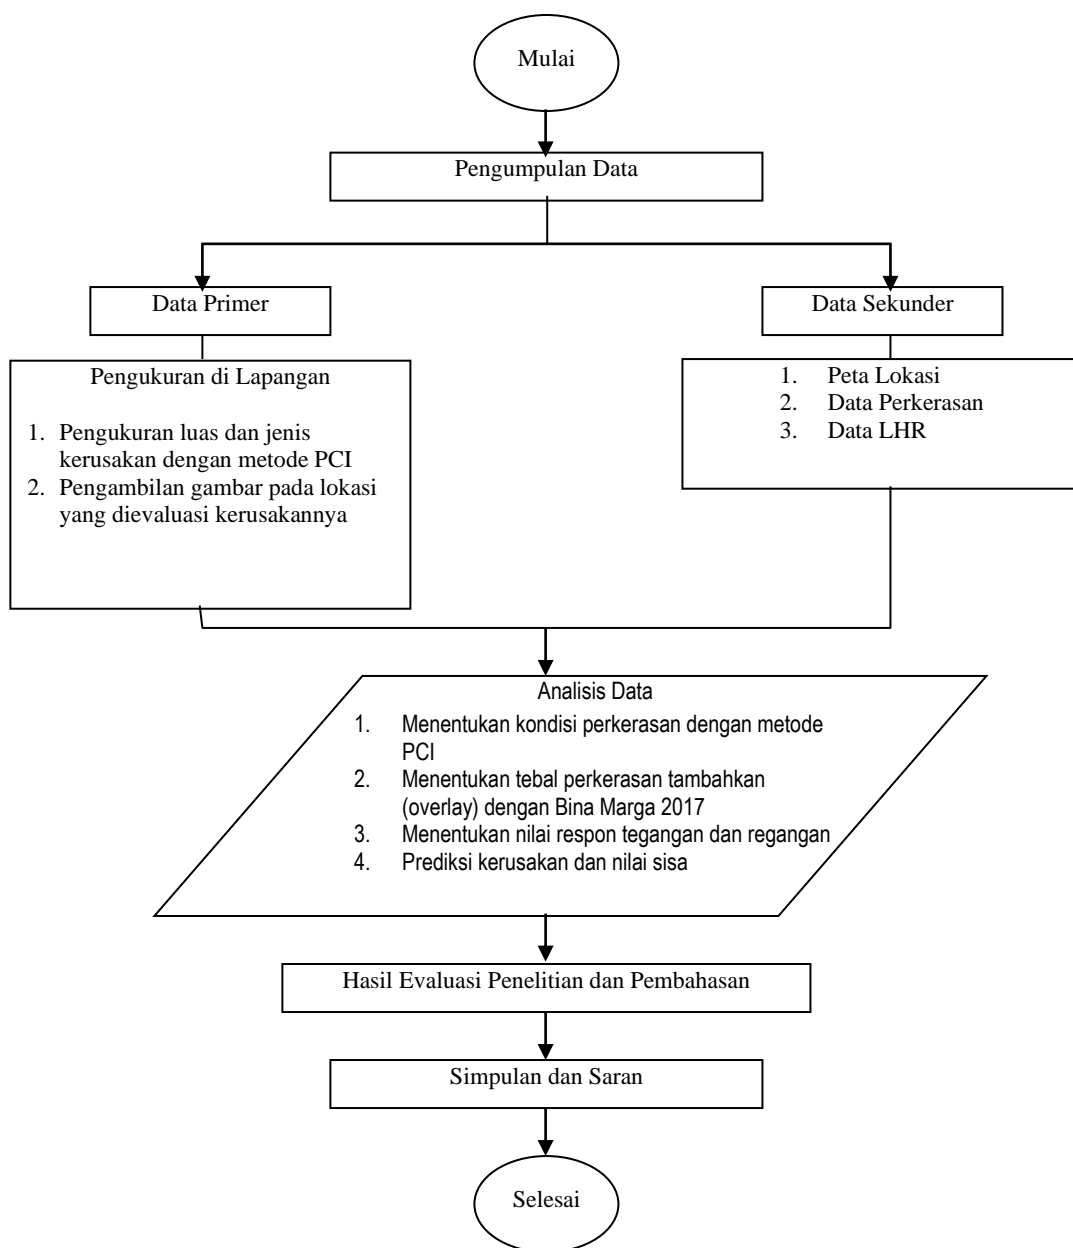 Mulai
Pengumpulan Data
Data Primer
Data Sekunder
Pengukuran di Lapangan
1. Pengukuran luas dan jenis
kerusakan dengan metode PCI
2. Pengambilan gambar pada lokasi
yang dievaluasi kerusakannya
1. Peta Lokasi
2. Data Perkerasan
3. Data LHR
Analisis Data
1. Menentukan kondisi perkerasan dengan metode
PCI
2. Menentukan tebal perkerasan tambahkan
(overlay) dengan Bina Marga 2017
3. Menentukan nilai respon tegangan dan regangan
4. Prediksi kerusakan dan nilai sisa
Hasil Evaluasi Penelitian dan Pembahasan
Simpulan dan Saran
Selesai